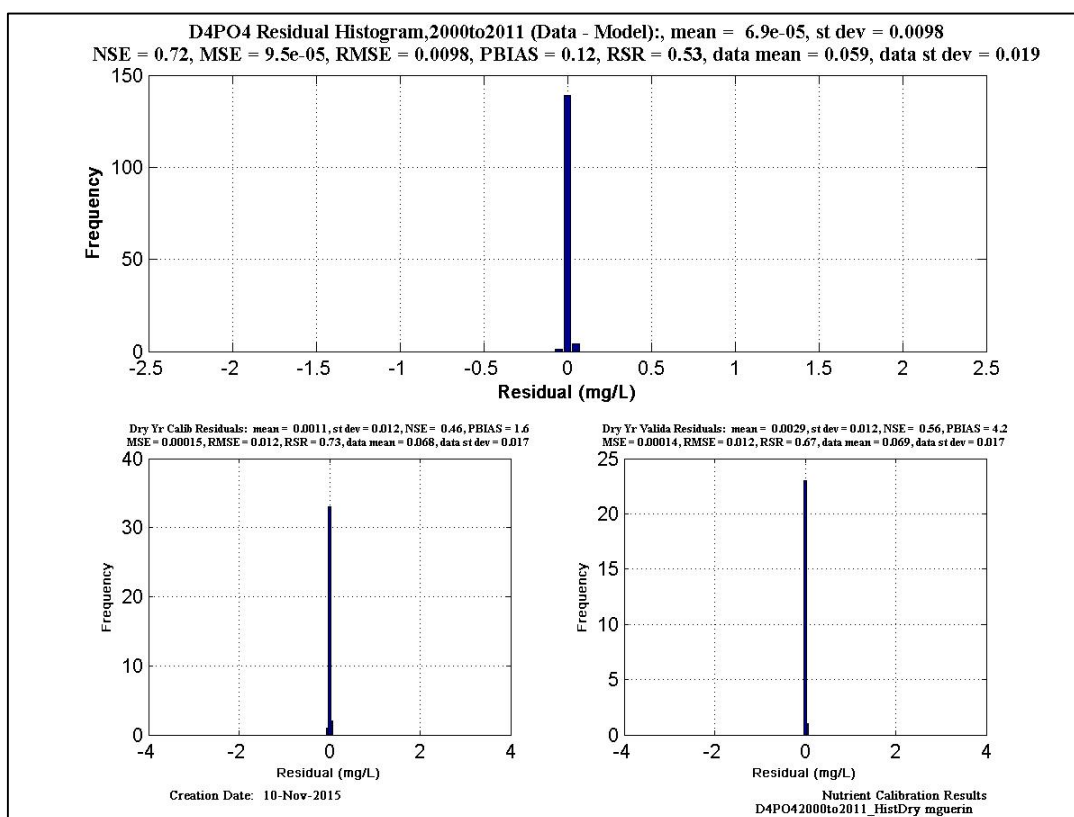 D4PO4 Residual Histogram,2000to2011 (Data - Model):, mean = 6.9e-05, st dev = 0.0098
NSE = 0.72, MSE = 9.5e-05, RMSE = 0.0098, PBIAS = 0.12, RSR = 0.53, data mean = 0.059, data st dev = 0.019
150
100
50
0
Frequency
-2.5 -2 -1.5 -1 -0.5 0 0.5 1 1.5 2 2.5
Residual (mg/L)
Dry Yr Calib Residuals: mean = 0.0011, st dev = 0.012, NSE = 0.46, PBIAS = 1.6
MSE = 0.00015, RMSE = 0.012, RSR = 0.73, data mean = 0.068, data st dev = 0.017
40
30
20
10
0
Frequency
-4 -2 0 2 4
Residual (mg/L)
Dry Yr Valida Residuals: mean = 0.0029, st dev = 0.012, NSE = 0.56, PBIAS = 4.2
MSE = 0.00014, RMSE = 0.012, RSR = 0.67, data mean = 0.069, data st dev = 0.017
25
20
15
10
5
0
Frequency
-4 -2 0 2 4
Residual (mg/L)
Creation Date: 10-Nov-2015
Nutrient Calibration Results
D4PO42000to2011_HistDry mguerin